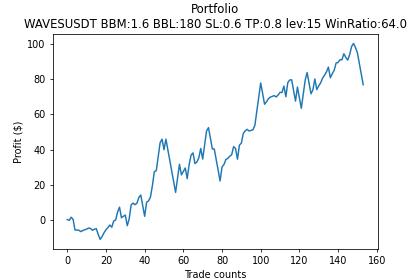 Portfolio
WAVESUSDT BBM:1.6 BBL:180 SL:0.6 TP:0.8 lev:15 WinRatio:64.0
Profit ($)
100
80
60
40
20
0
0 20 40 60 80 100 120 140 160
Trade counts